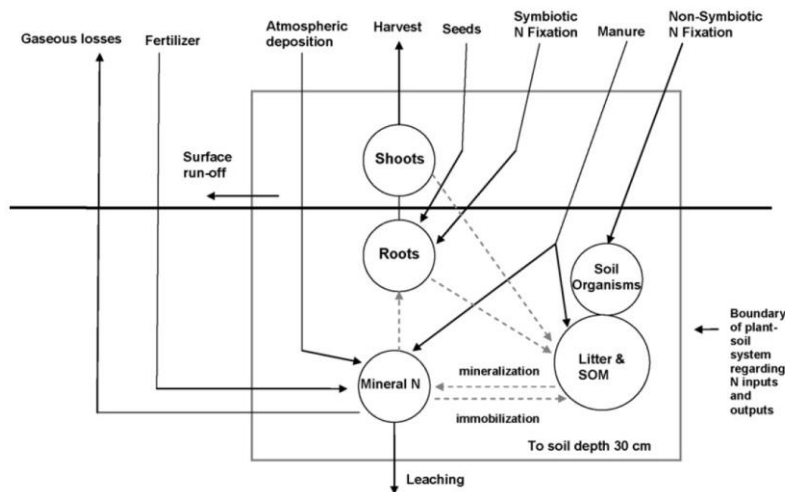 Gaseous losses
Fertilizer
Atmospheric
deposition
Harvest
Seeds
Symbiotic
N Fixation
Manure
Non-Symbiotic
N Fixation
Shoots
Surface
run-off
Roots
Soil
Organisms
Boundary
of plant-
soil
system
regarding
N inputs
and
outputs
Litter &
SOM
mineralization
Mineral N
immobilization
To soil depth 30 cm
Leaching